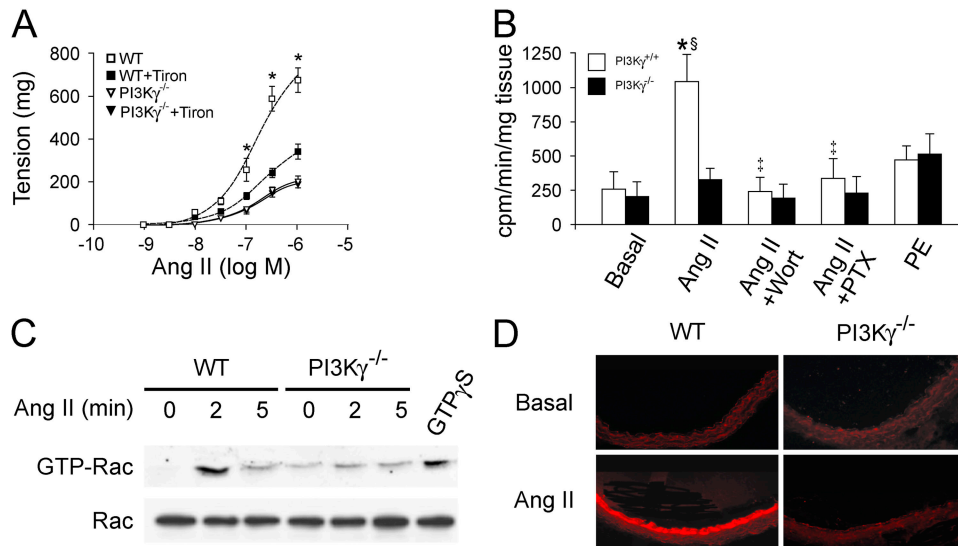 A
WT
WT+Tiron
PI3Kγ-/-
PI3Kγ-/-+Tiron
Tension (mg)
800
600
400
200
0
* * *
-10 -9 -8 -7 -6 -5
Ang II (log M)
B
PI3Kγ+/+
PI3Kγ-/-
cpm/min/mg tissue
1250
1000
750
500
250
0
*§
‡
‡
Basal
Ang II
Ang II
+Wort
Ang II
+PTX
PE
C
WT PI3Kγ-/- GTPγS
Ang II (min) 0 2 5 0 2 5
GTP-Rac
Rac
D
WT PI3Kγ-/-
Basal
Ang II